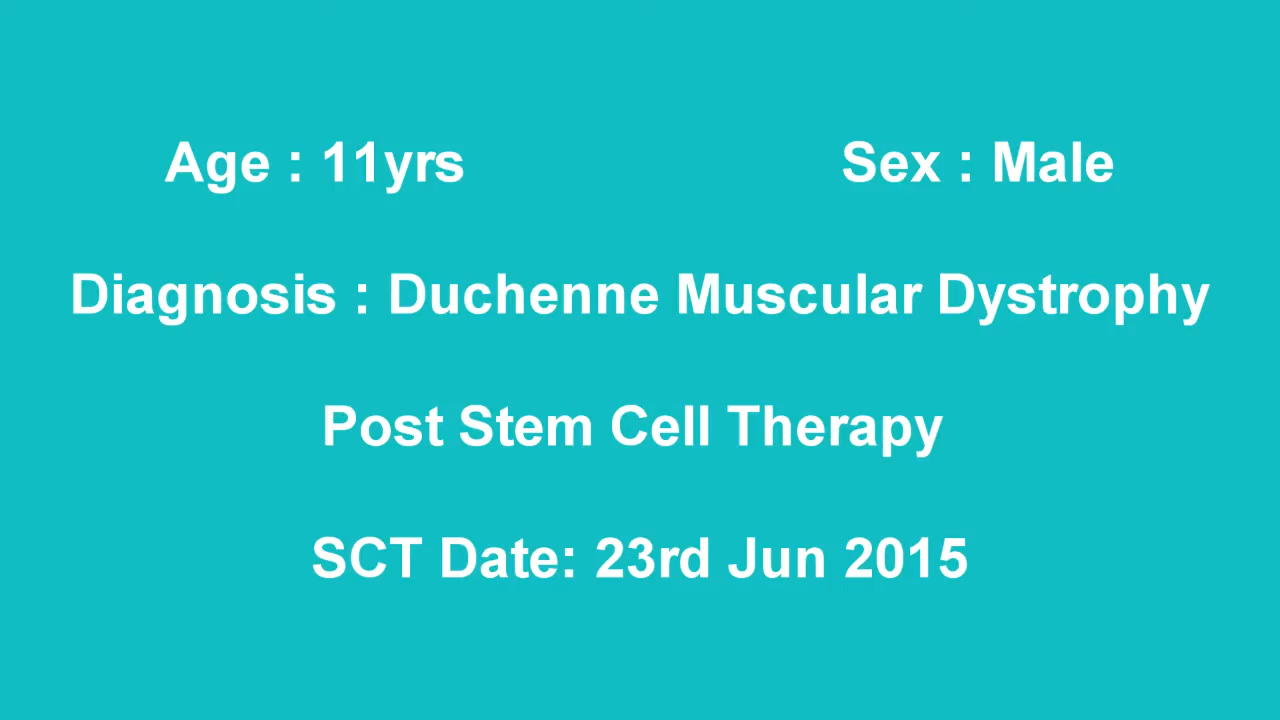 Age : 11yrs Sex : Male
Diagnosis : Duchenne Muscular Dystrophy
Post Stem Cell Therapy
SCT Date: 23rd Jun 2015